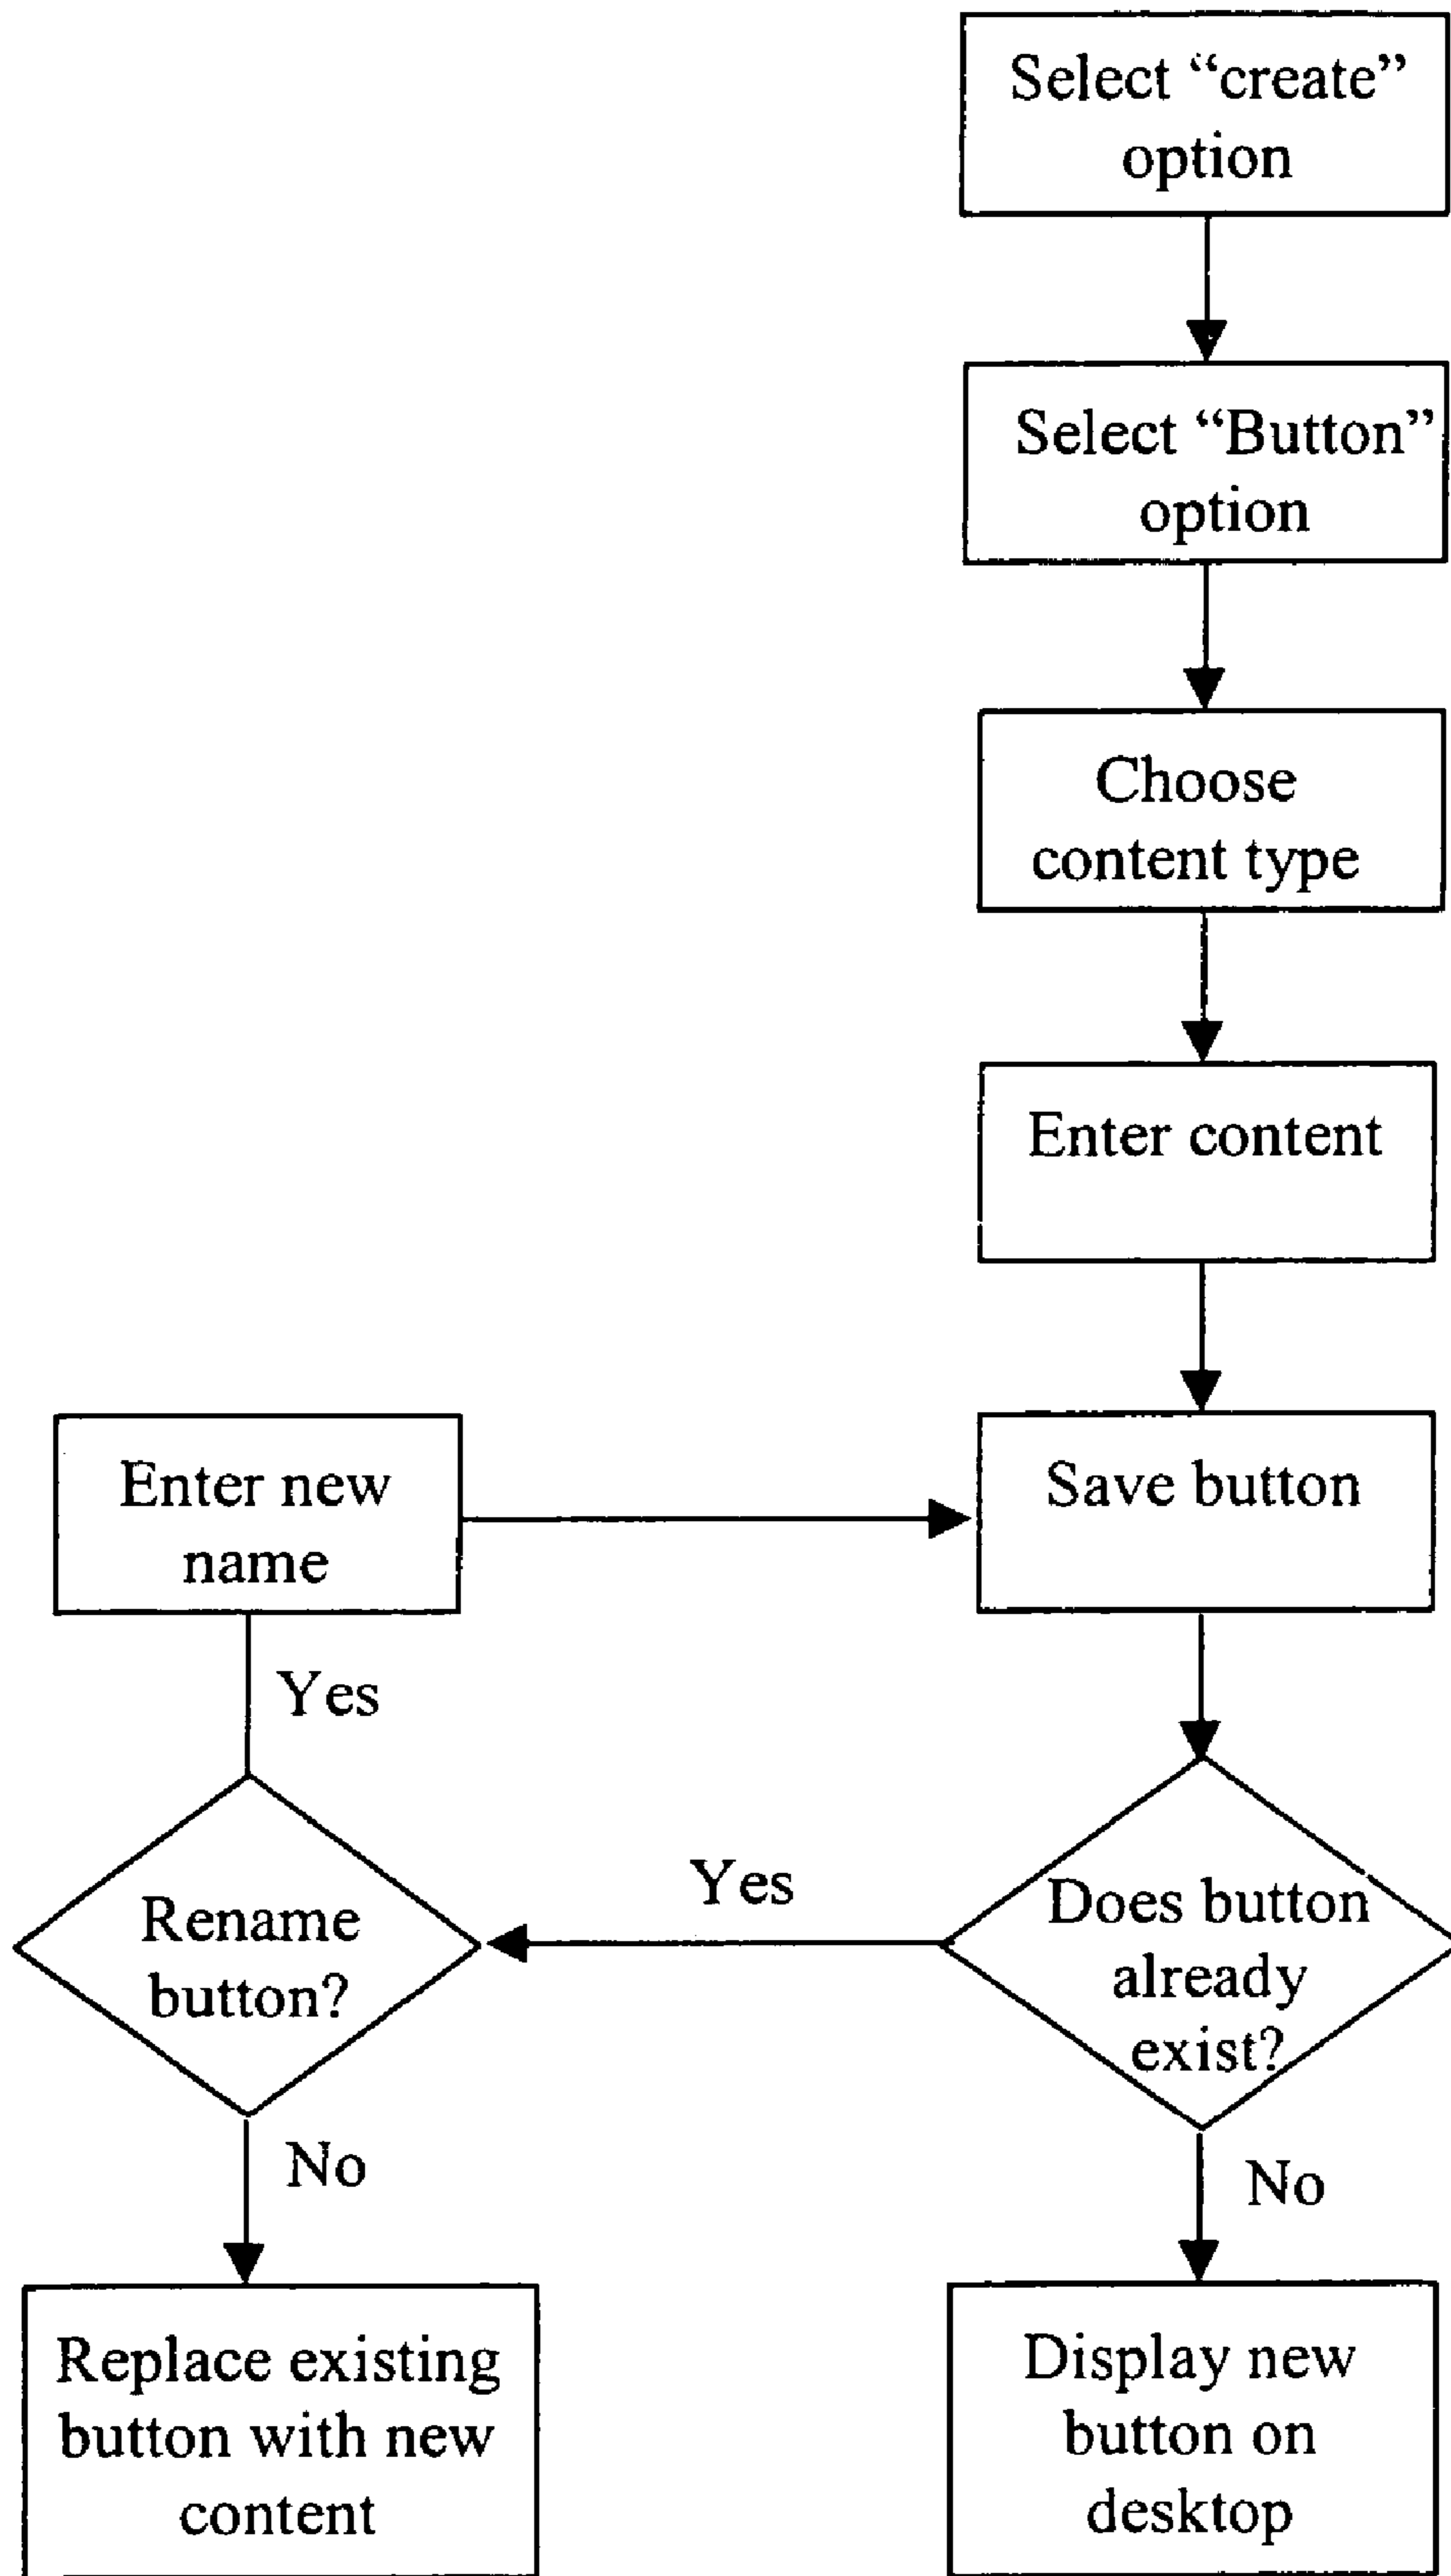 Select “create”
option
Select “Button”
option
Choose
content type
Enter content
Enter new
name
Save button
Yes
Rename
button?
Yes
Does button
already
exist?
No
No
Replace existing
button with new
content
Display new
button on
desktop